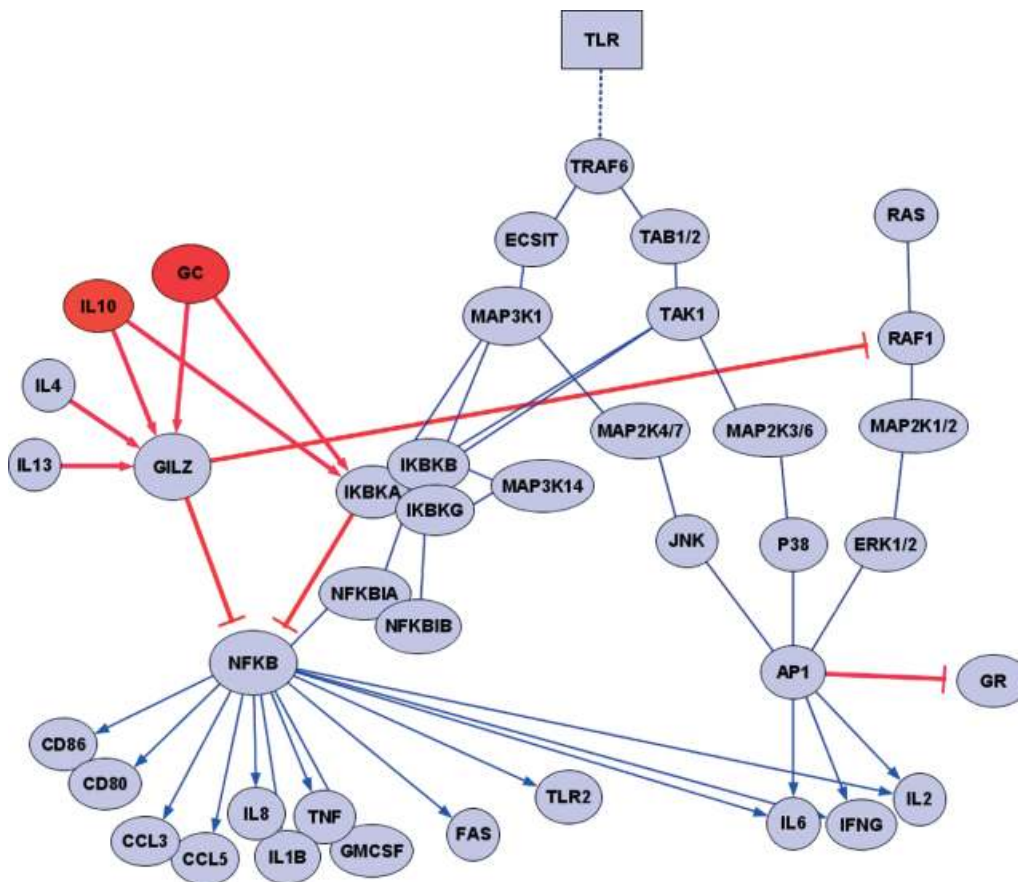 TLR
TRAF6
RAS
ECSIT
TAB1/2
GC
IL10
MAP3K1
TAK1
RAF1
IL4
MAP2K4/7
MAP2K3/6
MAP2K1/2
IL13
GILZ
IKBKB
IKBKA
MAP3K14
IKBKG
JNK
P38
ERK1/2
NFKBIA
NFKBIB
NFKB
AP1
GR
CD86
CD80
TLR2
IL2
IL8
TNF
IL6
IFNG
CCL3
FAS
CCL5
IL1B
GMCSF